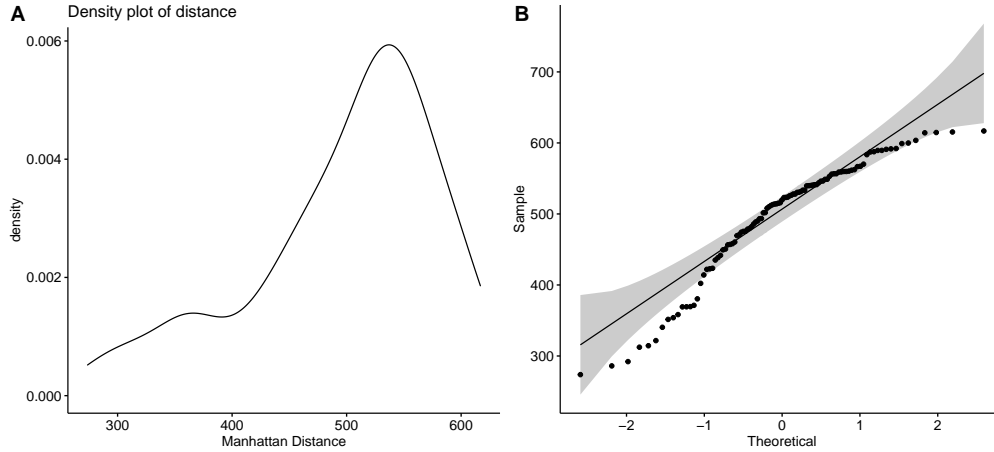 A
Density plot of distance
0.006
0.004
0.002
0.000
density
300 400 500 600
Manhattan Distance
B
700
600
500
400
300
Sample
−2 −1 0 1 2
Theoretical